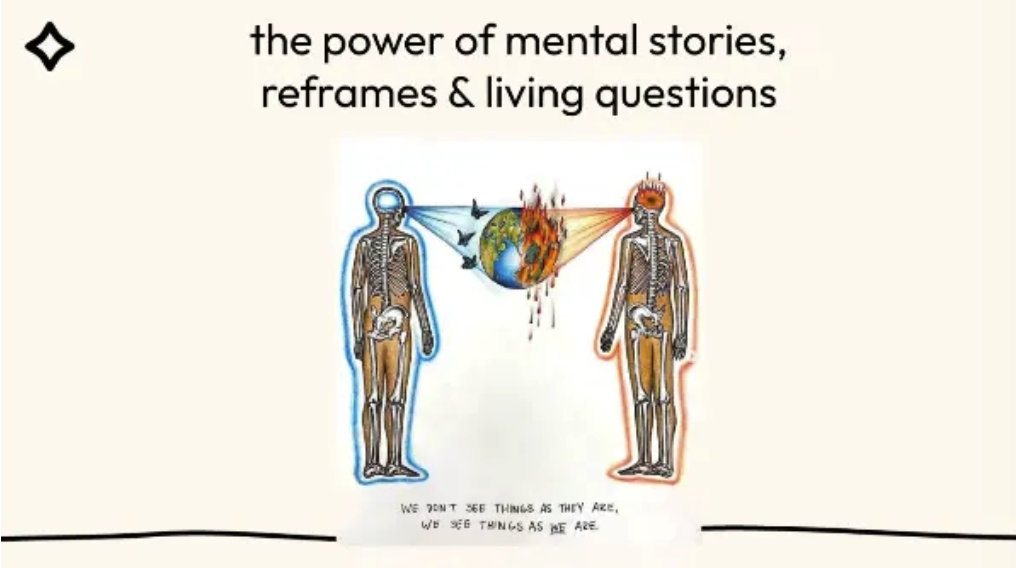 the power of mental stories,
reframes & living questions
WE DON'T SEE THINGS AS THEY ARE,
WE SEE THINGS AS WE ARE.